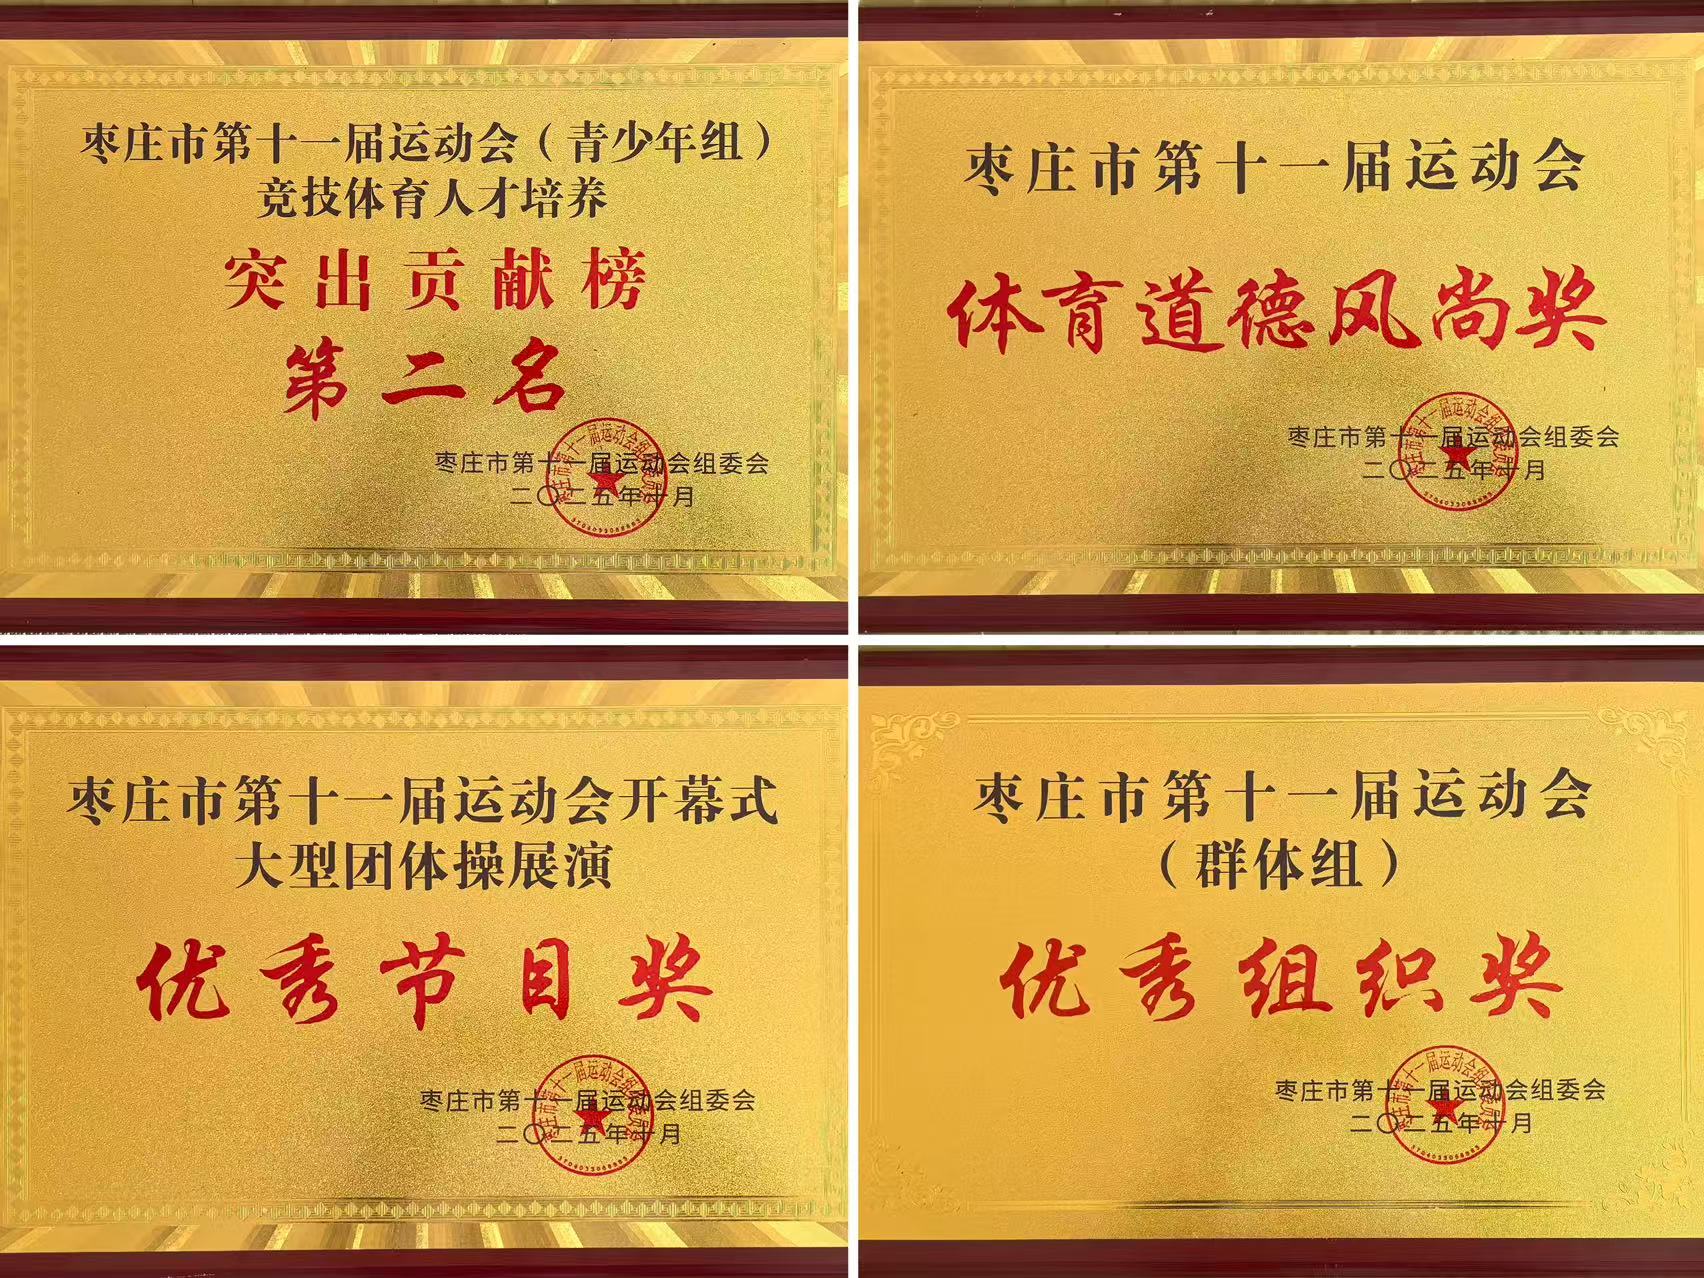 枣庄市第十一届运动会（青少年组）
竞技体育人才培养
突出贡献榜
第二名
枣庄市第十一届运动会组委会
二〇二五年十月
枣庄市第十一届运动会
体育道德风尚奖
枣庄市第十一届运动会组委会
二〇二五年十月
枣庄市第十一届运动会开幕式
大型团体操展演
优秀节目奖
枣庄市第十一届运动会组委会
二〇二五年十月
枣庄市第十一届运动会
（群体组）
优秀组织奖
枣庄市第十一届运动会组委会
二〇二五年十月